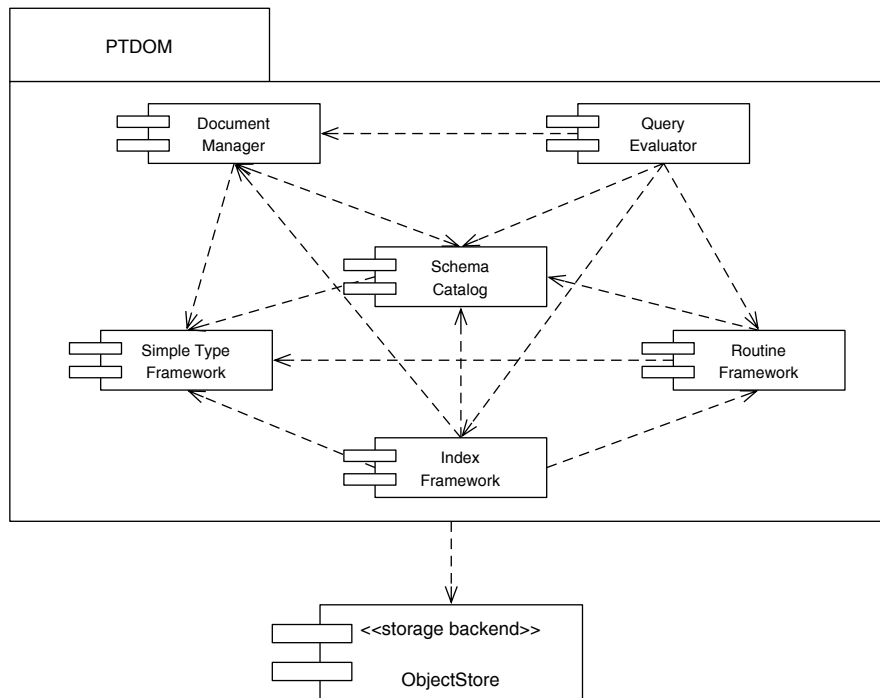 PTDOM
Document
Manager
Query
Evaluator
Schema
Catalog
Simple Type
Framework
Routine
Framework
Index
Framework
<<storage backend>>
ObjectStore